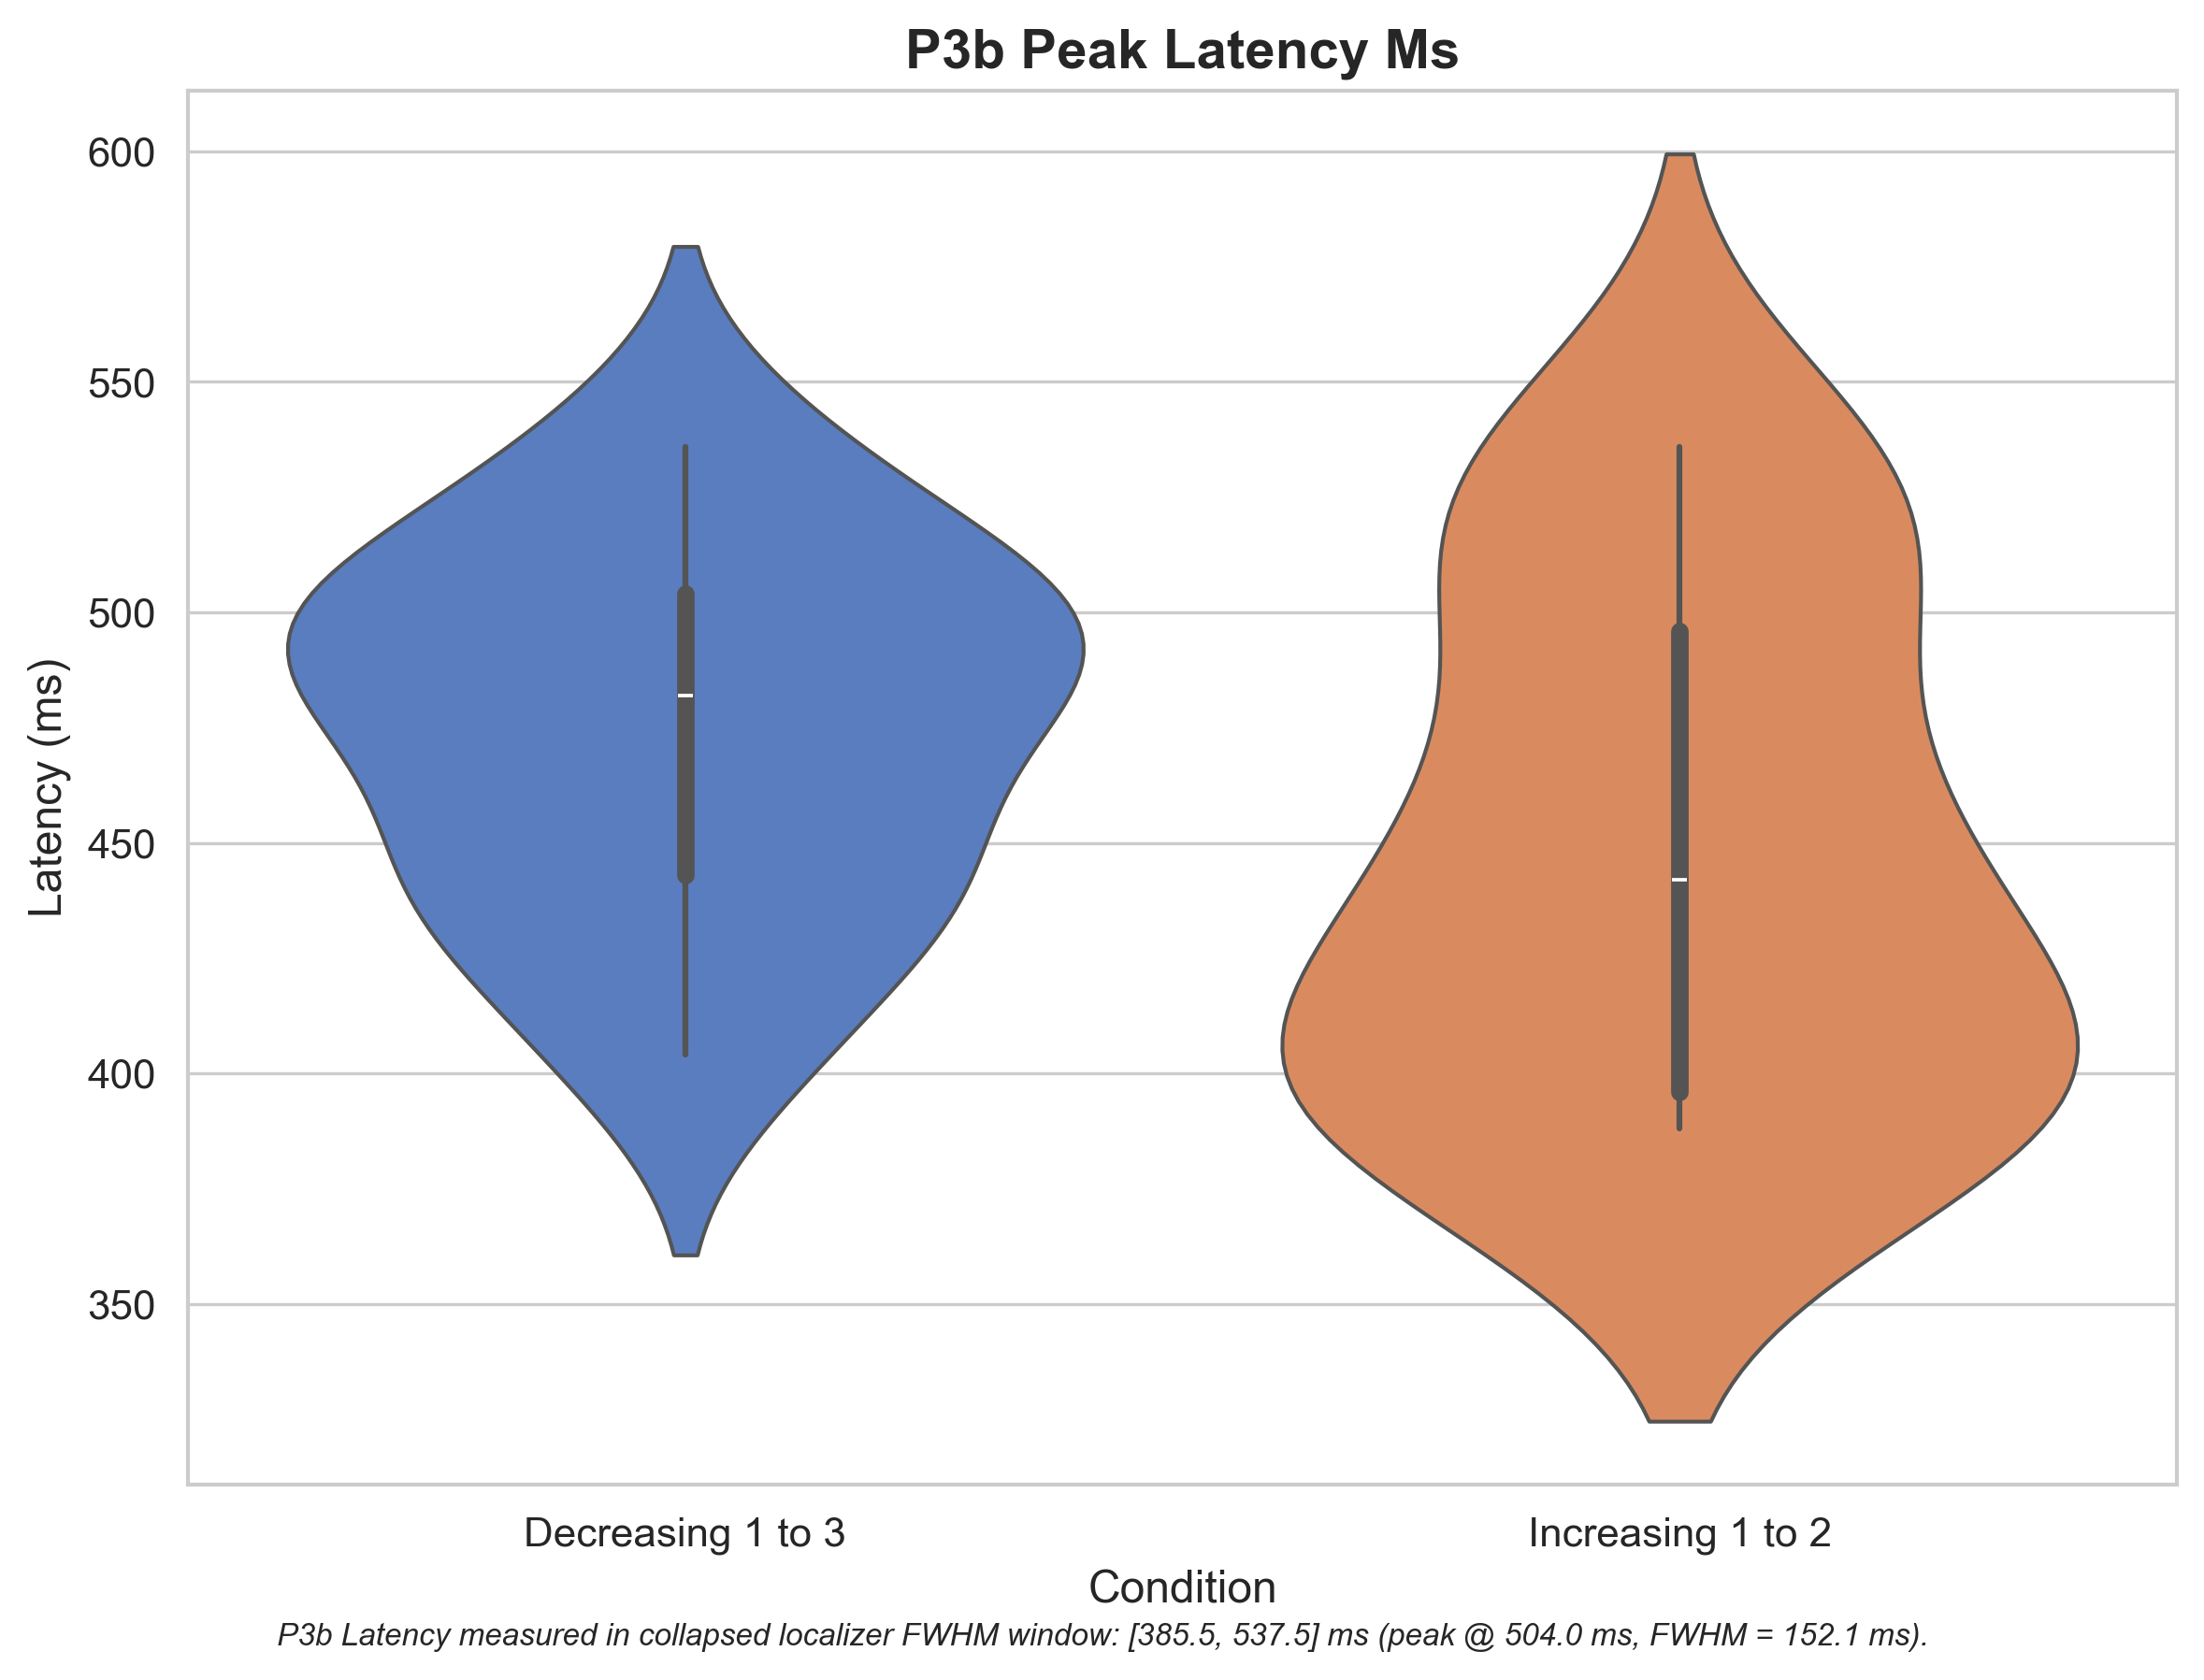 P3b Peak Latency Ms
600
550
500
450
400
350
Latency (ms)
Decreasing 1 to 3
Increasing 1 to 2
Condition
P3b Latency measured in collapsed localizer FWHM window: [385.5, 537.5] ms (peak @ 504.0 ms, FWHM = 152.1 ms).